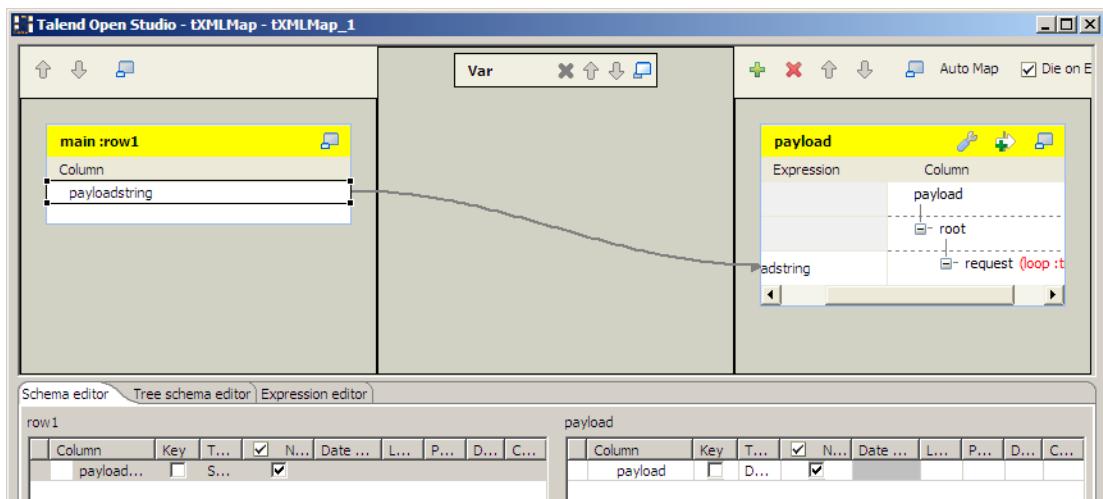 Talend Open Studio - tXMLMap - tXMLMap_1
Var
Auto Map Die on E
main :row1
Column
payloadstring
payload
Expression Column
payload
root
adstring request (loop :t
Schema editor Tree schema editor Expression editor
row1
Column Key T... N... Date ... L... P... D... C...
payload... S...
payload
Column Key T... N... Date ... L... P... D... C...
payload D...